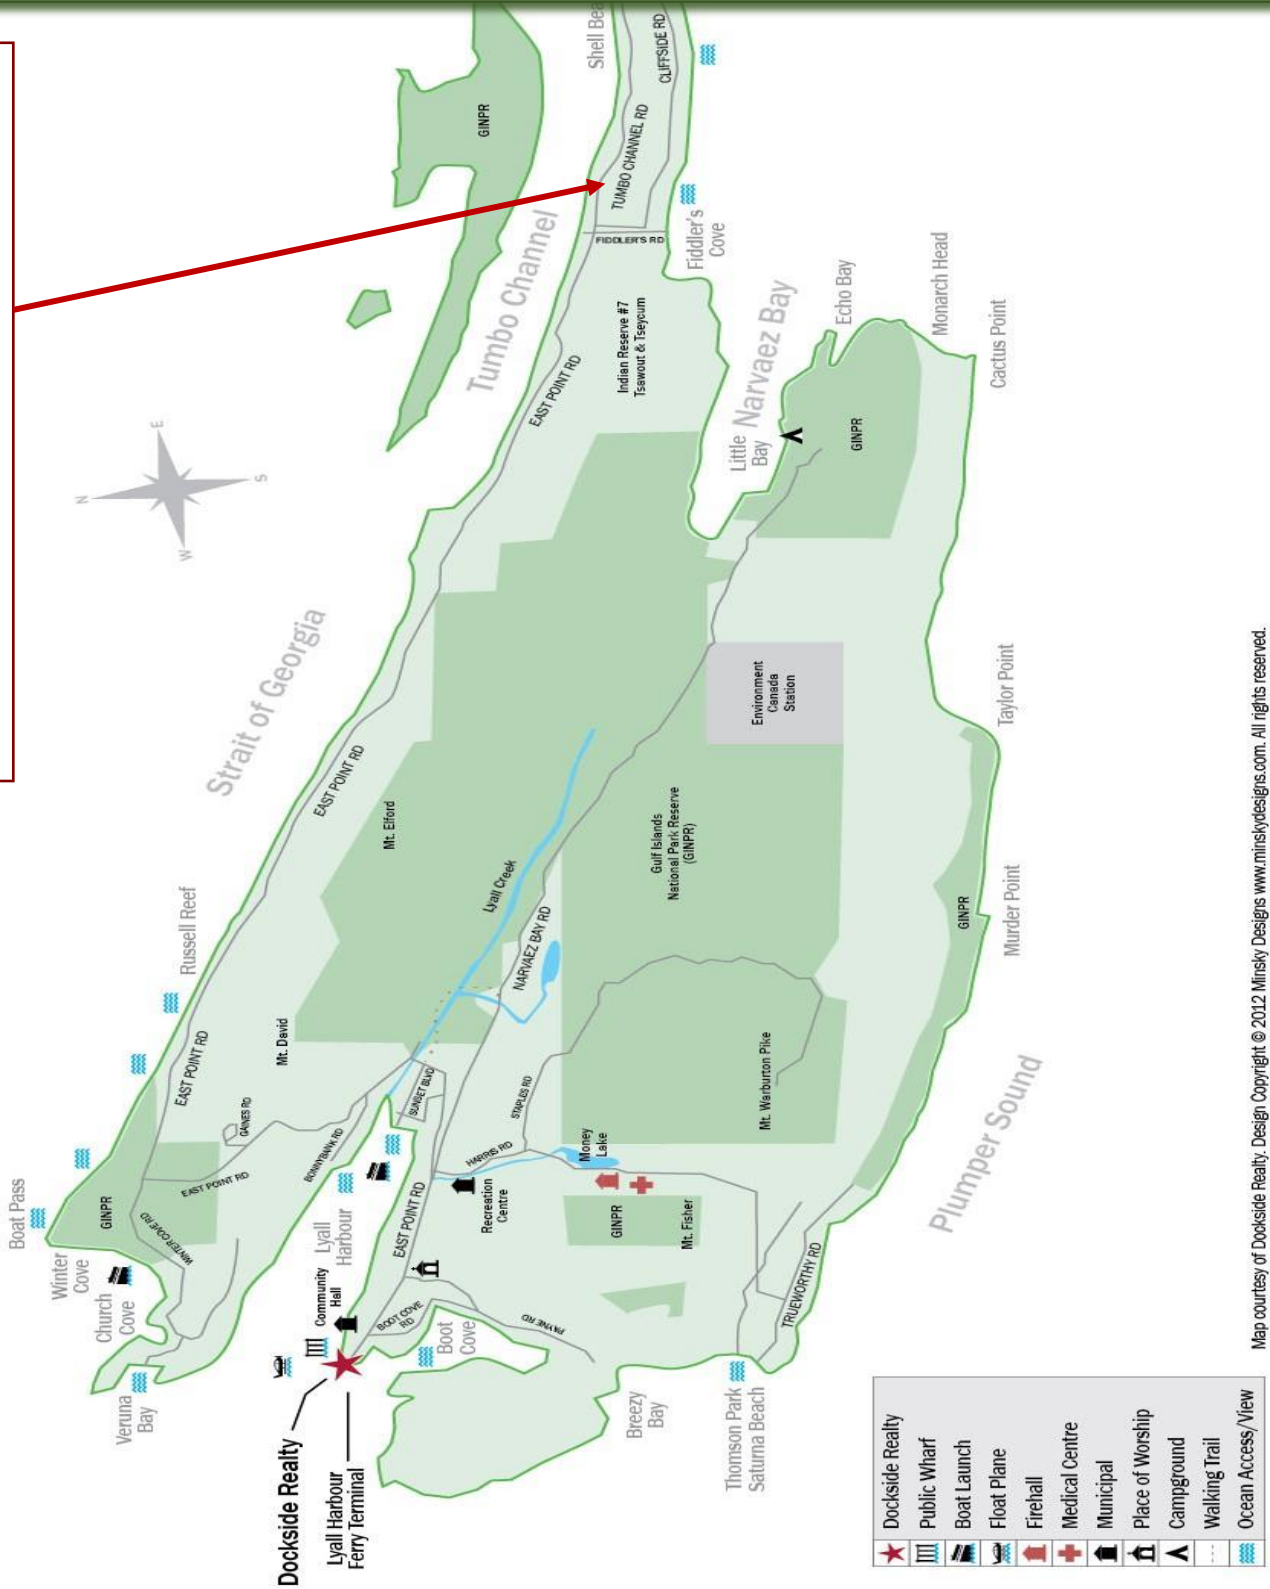 Shell Bea
CLIFFSIDE RD
TUMBO CHANNEL RD
GINPR
FIDDLER'S RD
Fiddler's
Cove
Tumbo Channel
Indian Reserve #7
Tsawout & Tseycum
EAST POINT RD
Narvaez Bay
Little
Bay
Echo Bay
Monarch Head
Cactus Point
GINPR
N
E
S
W
Strait of Georgia
EAST POINT RD
Mt. Elford
Environment
Canada
Station
Taylor Point
Lyall Creek
Gulf Islands
National Park Reserve
(GINPR)
NARVAEZ BAY RD
GINPR
Murder Point
Russell Reef
EAST POINT RD
Mt. David
GAINES RD
SUNSET BLVD
STAPLES RD
Mt. Warburton Pike
Plumper Sound
Boat Pass
GINPR
EAST POINT RD
BONNYBANK RD
HARRIS RD
Money
Lake
Winter
Cove
WINTER COVE RD
Lyall
Harbour
EAST POINT RD
Recreation
Centre
GINPR
Mt. Fisher
TRUEWORTHY RD
Church
Cove
Community
Hall
BOOT COVE
RD
PAYNE RD
Boot
Cove
Veruna
Bay
Breezy
Bay
Thomson Park
Saturna Beach
Dockside Realty
Lyall Harbour
Ferry Terminal
Dockside Realty
Public Wharf
Boat Launch
Float Plane
Firehall
Medical Centre
Municipal
Place of Worship
Campground
Walking Trail
Ocean Access/View
Map courtesy of Dockside Realty. Design Copyright © 2012 Minsky Designs www.minskydesigns.com. All rights reserved.